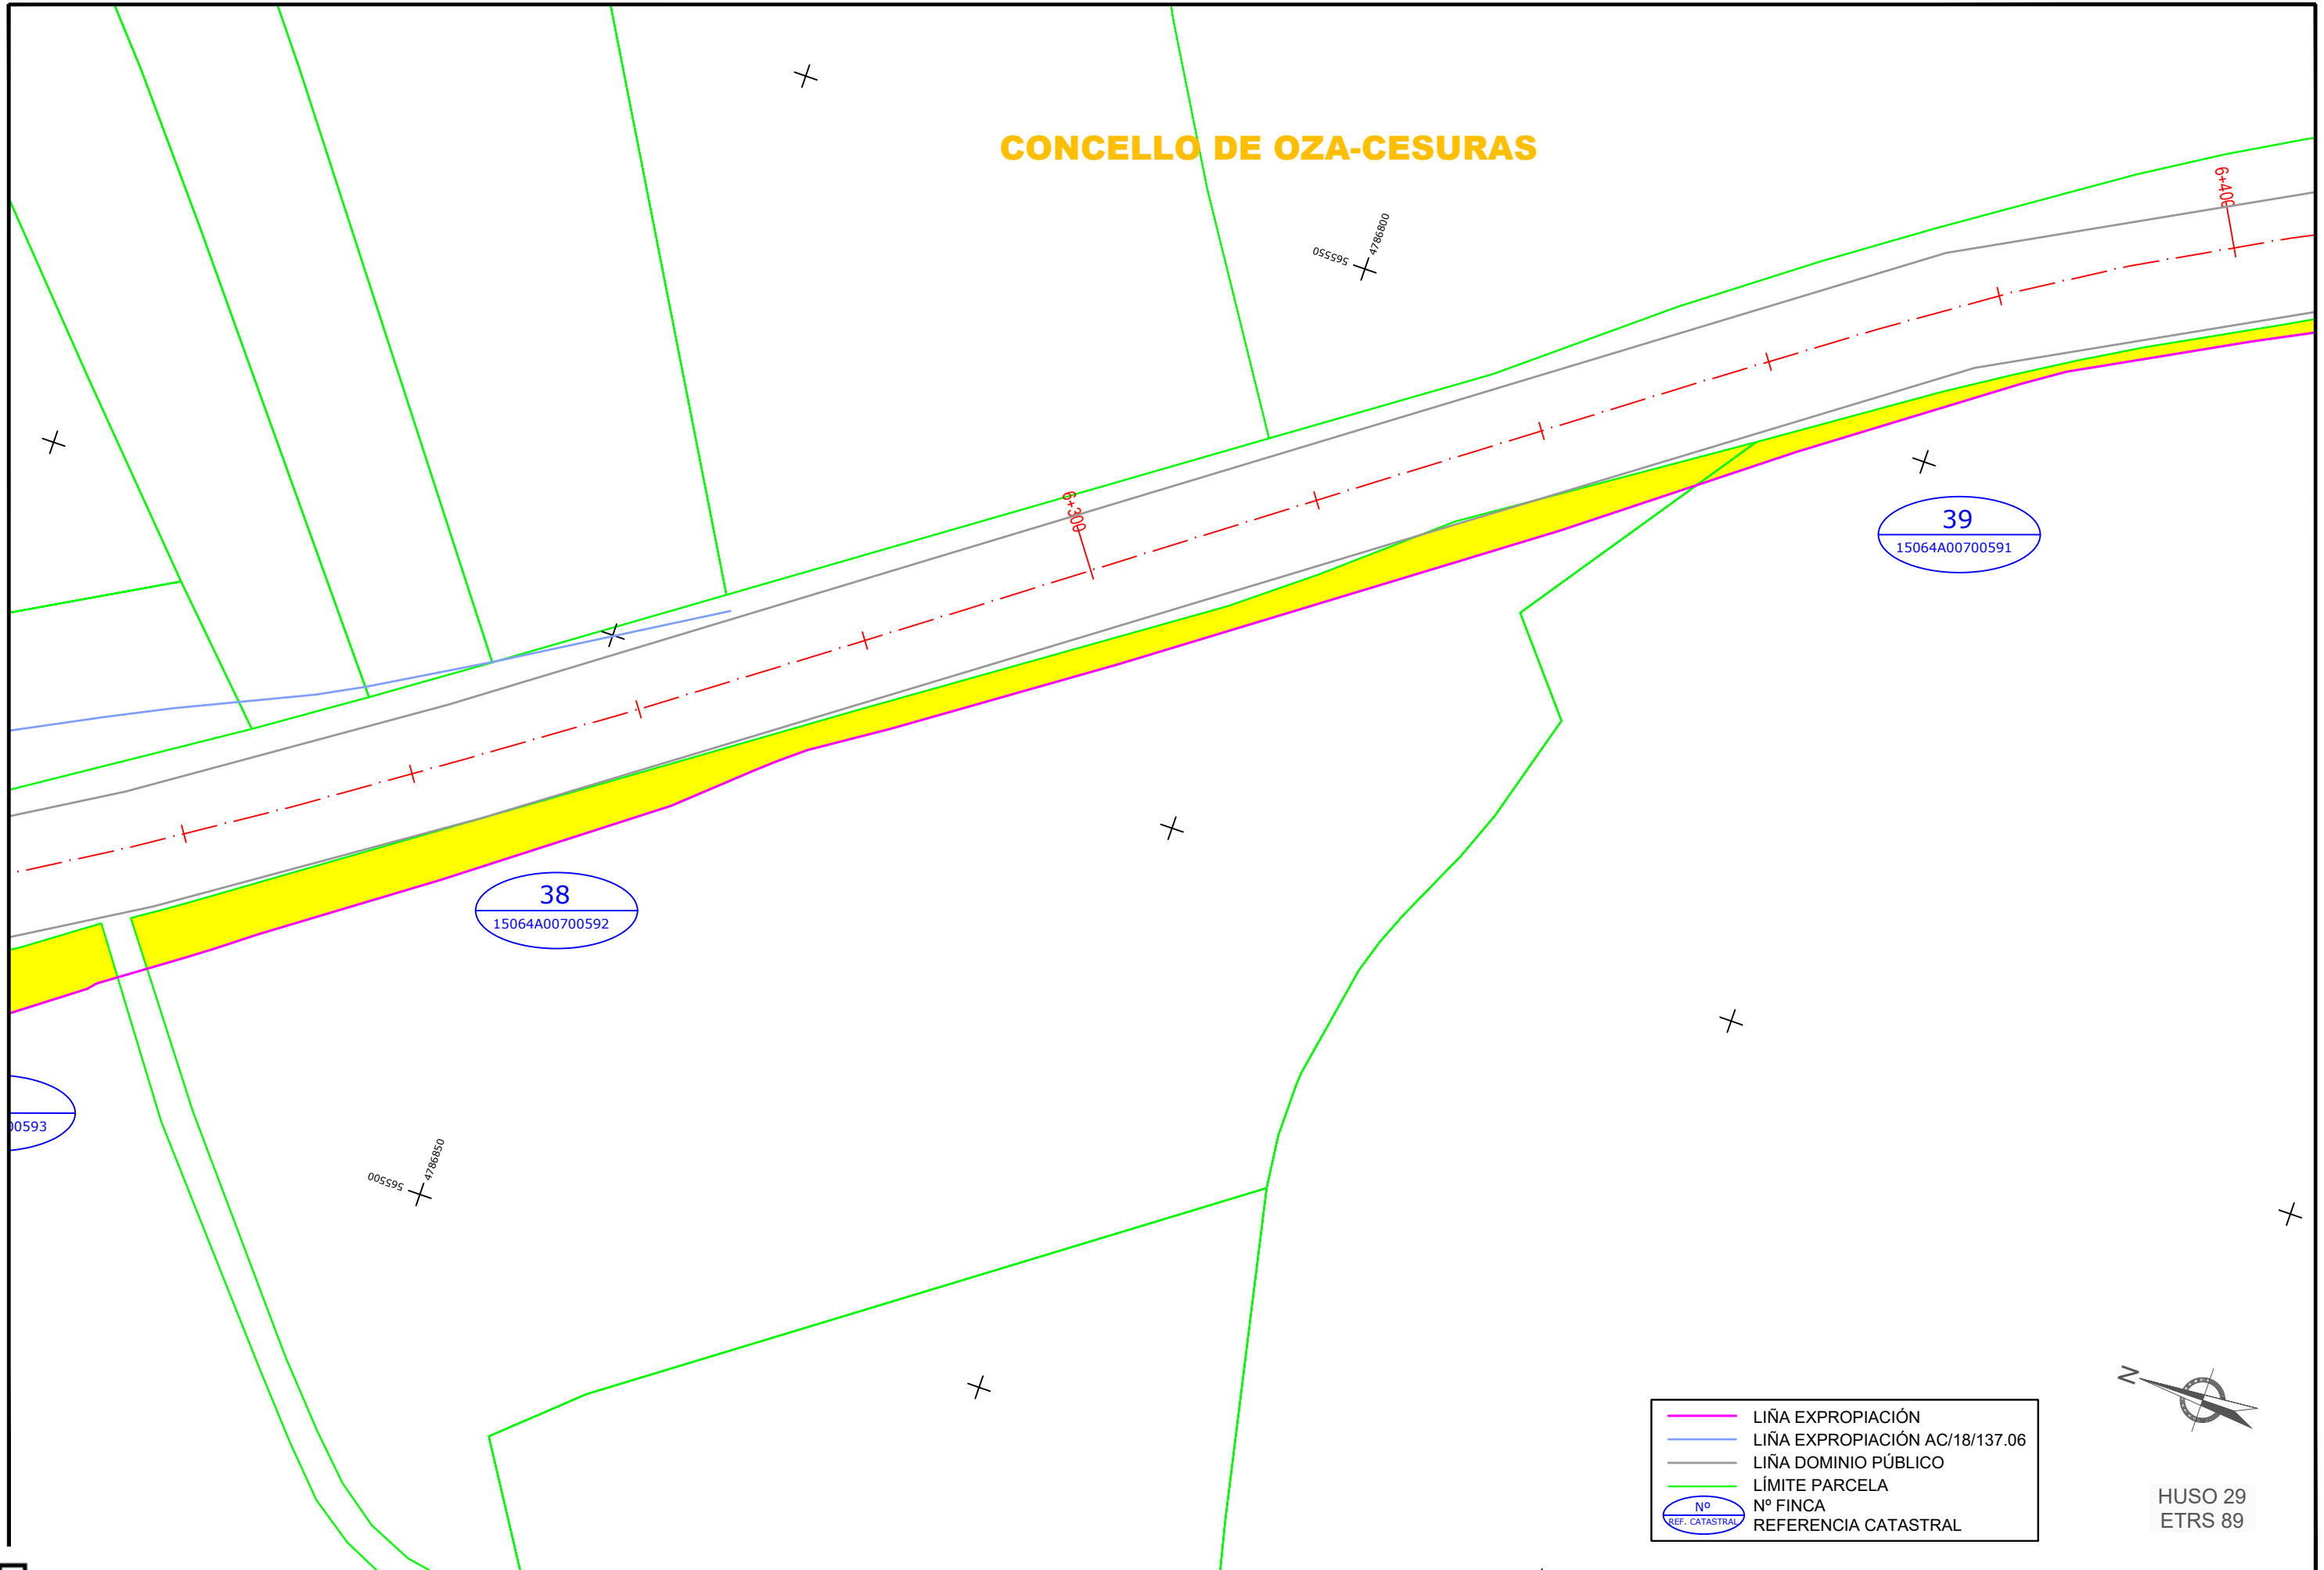 CONCELLO DE OZA-CESURAS
6+400
565550
4786800
6+300
39
15064A00700591
38
15064A00700592
00593
565500
4786850
LIÑA EXPROPIACIÓN
LIÑA EXPROPIACIÓN AC/18/137.06
LIÑA DOMINIO PÚBLICO
LÍMITE PARCELA
Nº
REF. CATASTRAL
Nº FINCA
REFERENCIA CATASTRAL
N
HUSO 29
ETRS 89